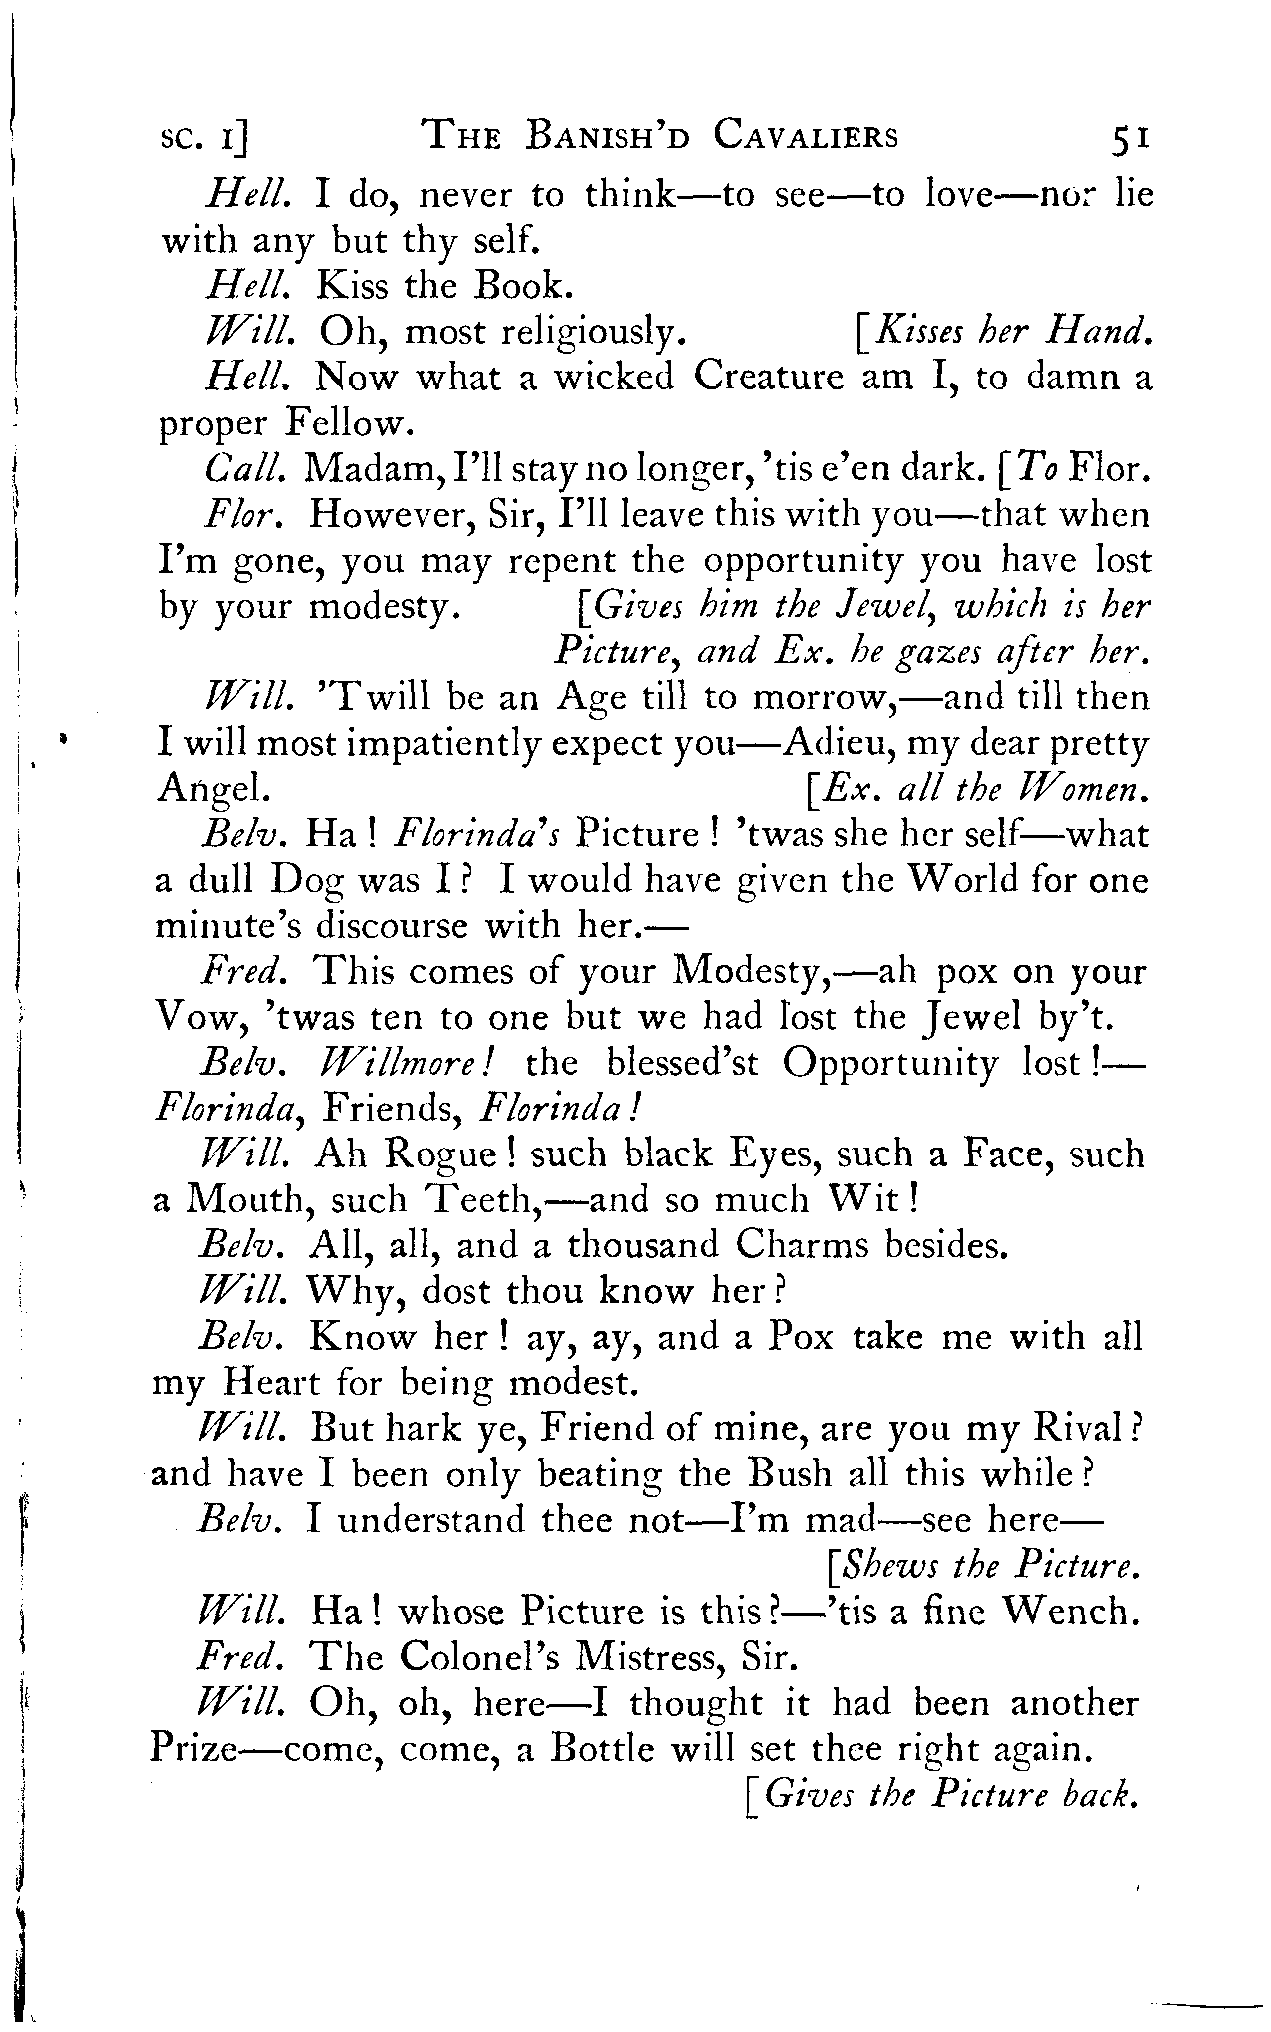 SC. I] THE BANISH'D CAVALIERS 51
Hell. I do, never to think—to see—to love—nor lie
with any but thy self.
Hell. Kiss the Book.
Will. Oh, most religiously. [Kisses her Hand.
Hell. Now what a wicked Creature am I, to damn a
proper Fellow.
Call. Madam, I'll stay no longer, 'tis e'en dark. [To Flor.
Flor. However, Sir, I'll leave this with you—that when
I'm gone, you may repent the opportunity you have lost
by your modesty. [Gives him the Jewel, which is her
Picture, and Ex. he gazes after her.
Will. 'Twill be an Age till to morrow,—and till then
I will most impatiently expect you—Adieu, my dear pretty
Angel. [Ex. all the Women.
Belv. Ha! Florinda's Picture! 'twas she her self—what
a dull Dog was I? I would have given the World for one
minute's discourse with her.—
Fred. This comes of your Modesty,—ah pox on your
Vow, 'twas ten to one but we had lost the Jewel by't.
Belv. Willmore! the blessed'st Opportunity lost!—
Florinda, Friends, Florinda!
Will. Ah Rogue! such black Eyes, such a Face, such
a Mouth, such Teeth,—and so much Wit!
Belv. All, all, and a thousand Charms besides.
Will. Why, dost thou know her?
Belv. Know her! ay, ay, and a Pox take me with all
my Heart for being modest.
Will. But hark ye, Friend of mine, are you my Rival?
and have I been only beating the Bush all this while?
Belv. I understand thee not—I'm mad—see here—
[Shews the Picture.
Will. Ha! whose Picture is this?—'tis a fine Wench.
Fred. The Colonel's Mistress, Sir.
Will. Oh, oh, here—I thought it had been another
Prize—come, come, a Bottle will set thee right again.
[Gives the Picture back.